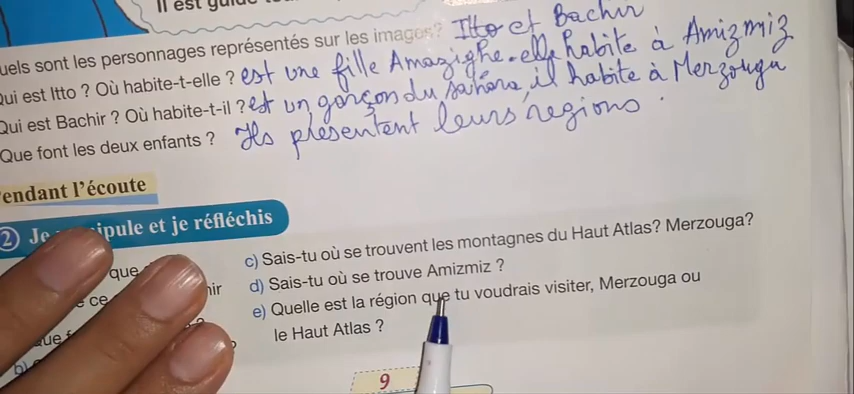 Il est guidé
uels sont les personnages représentés sur les images? Itto et Bachir
Qui est Itto ? Où habite-t-elle ? est une fille Amazighe. elle habite à Amizmiz
Qui est Bachir ? Où habite-t-il ? est un garçon du sahara, il habite à Merzouga
Que font les deux enfants ? Ils présentent leurs régions.
endant l'écoute
2 Je ipule et je réfléchis
que
ce
ir
c) Sais-tu où se trouvent les montagnes du Haut Atlas? Merzouga?
d) Sais-tu où se trouve Amizmiz ?
e) Quelle est la région que tu voudrais visiter, Merzouga ou
le Haut Atlas ?
b)
9